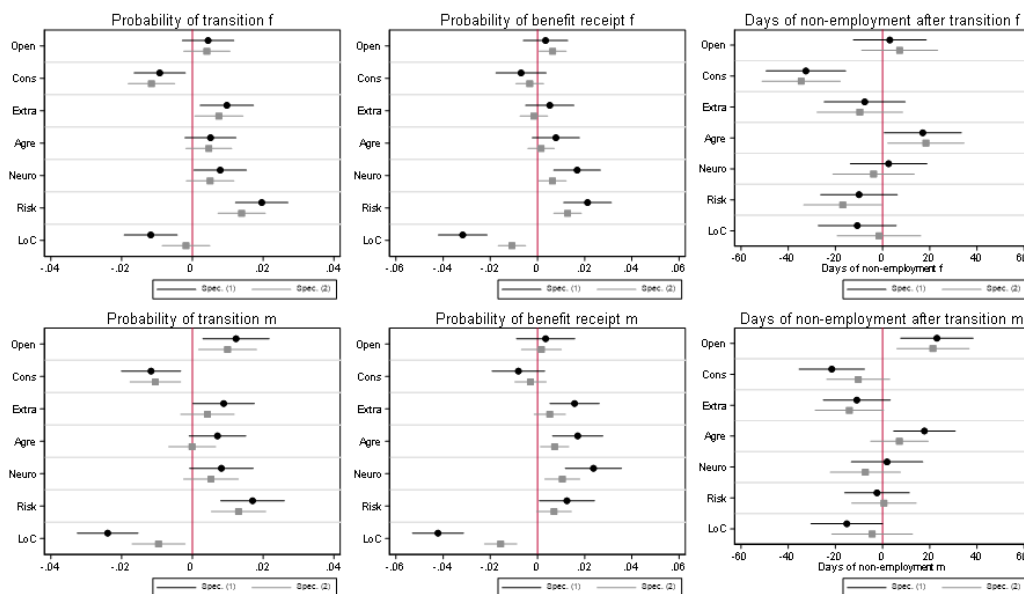 Probability of transition f
Open
Cons
Extra
Agre
Neuro
Risk
LoC
-.04 -.02 0 .02 .04
Spec. (1) Spec. (2)
Probability of benefit receipt f
Open
Cons
Extra
Agre
Neuro
Risk
LoC
-.06 -.04 -.02 0 .02 .04 .06
Spec. (1) Spec. (2)
Days of non-employment after transition f
Open
Cons
Extra
Agre
Neuro
Risk
LoC
-60 -40 -20 0 20 40 60
Days of non-employment f
Spec. (1) Spec. (2)
Probability of transition m
Open
Cons
Extra
Agre
Neuro
Risk
LoC
-.04 -.02 0 .02 .04
Spec. (1) Spec. (2)
Probability of benefit receipt m
Open
Cons
Extra
Agre
Neuro
Risk
LoC
-.06 -.04 -.02 0 .02 .04 .06
Spec. (1) Spec. (2)
Days of non-employment after transition m
Open
Cons
Extra
Agre
Neuro
Risk
LoC
-60 -40 -20 0 20 40 60
Days of non-employment m
Spec. (1) Spec. (2)